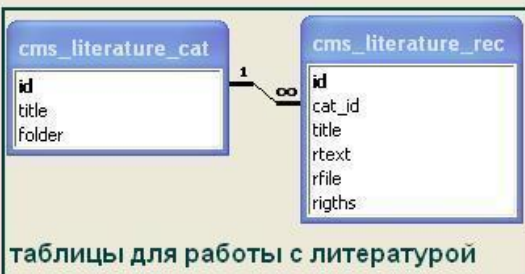 cms_literature_cat
id
title
folder
1
∞
cms_literature_rec
id
cat_id
title
rtext
rfile
rigths
таблицы для работы с литературой